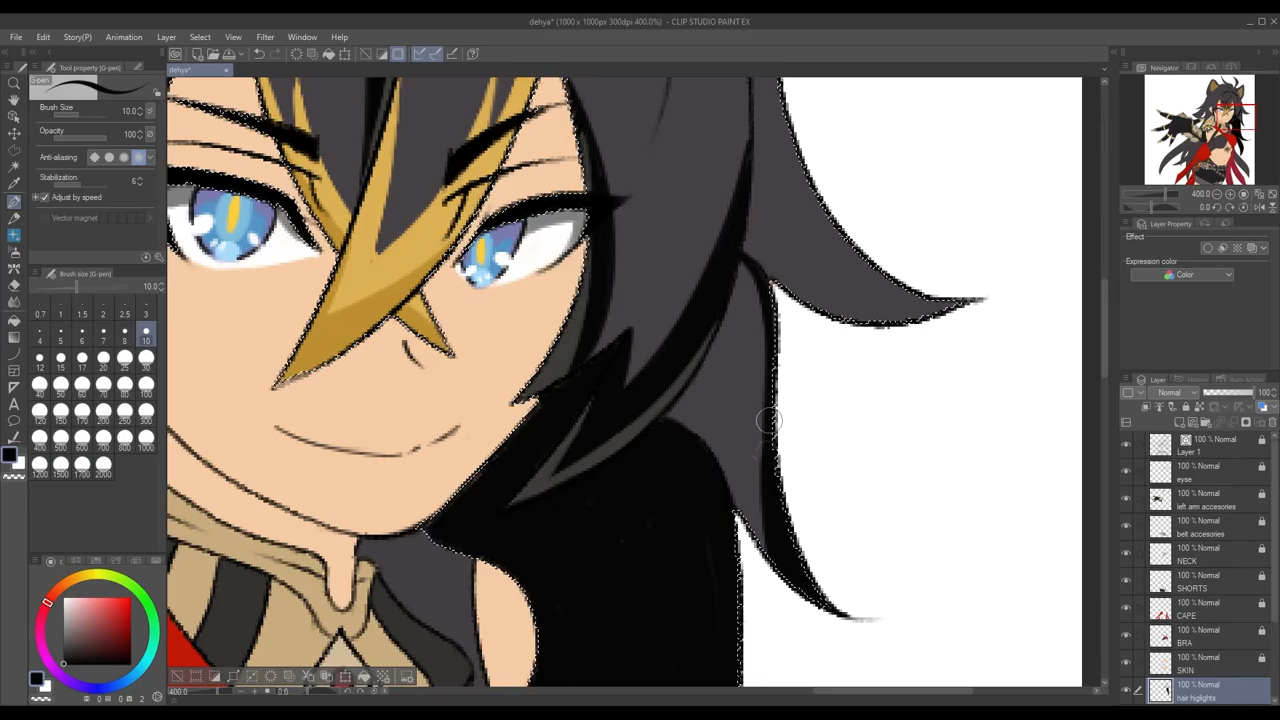 dehya* (1000 x 1000px 300dpi 400.0%) - CLIP STUDIO PAINT EX
File Edit Story(P) Animation Layer Select View Filter Window Help
Tool property (G-pen)
dehya*
Navigator
G-pen
Brush Size 10.0
Opacity 100
Anti-aliasing
Stabilization 6
Adjust by speed
Vector magnet
400.0
0.0
Layer Property
Effect
Expression color
Color
Brush size (G-pen)
10.0
0.7 1 1.5 2 2.5 3
4 5 6 7 8 10
12 15 17 20 25 30
40 50 60 70 80 100
120 150 170 200 250 300
400 500 600 700 800 1000
1200 1500 1700 2000
Layer
Normal 100
100 % Normal
Layer 1
100 % Normal
eyse
100 % Normal
left arm accesories
100 % Normal
belt accesories
100 % Normal
NECK
100 % Normal
SHORTS
100 % Normal
CAPE
100 % Normal
BRA
100 % Normal
SKIN
100 % Normal
hair higlights
400.0 0.0
0 0 2